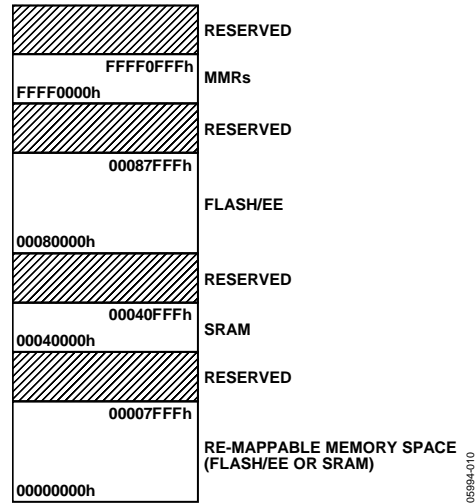 RESERVED
FFFF0FFFh
MMRs
FFFF0000h
RESERVED
00087FFFh
FLASH/EE
00080000h
RESERVED
00040FFFh
SRAM
00040000h
RESERVED
00007FFFh
RE-MAPPABLE MEMORY SPACE
(FLASH/EE OR SRAM)
00000000h
05994-010